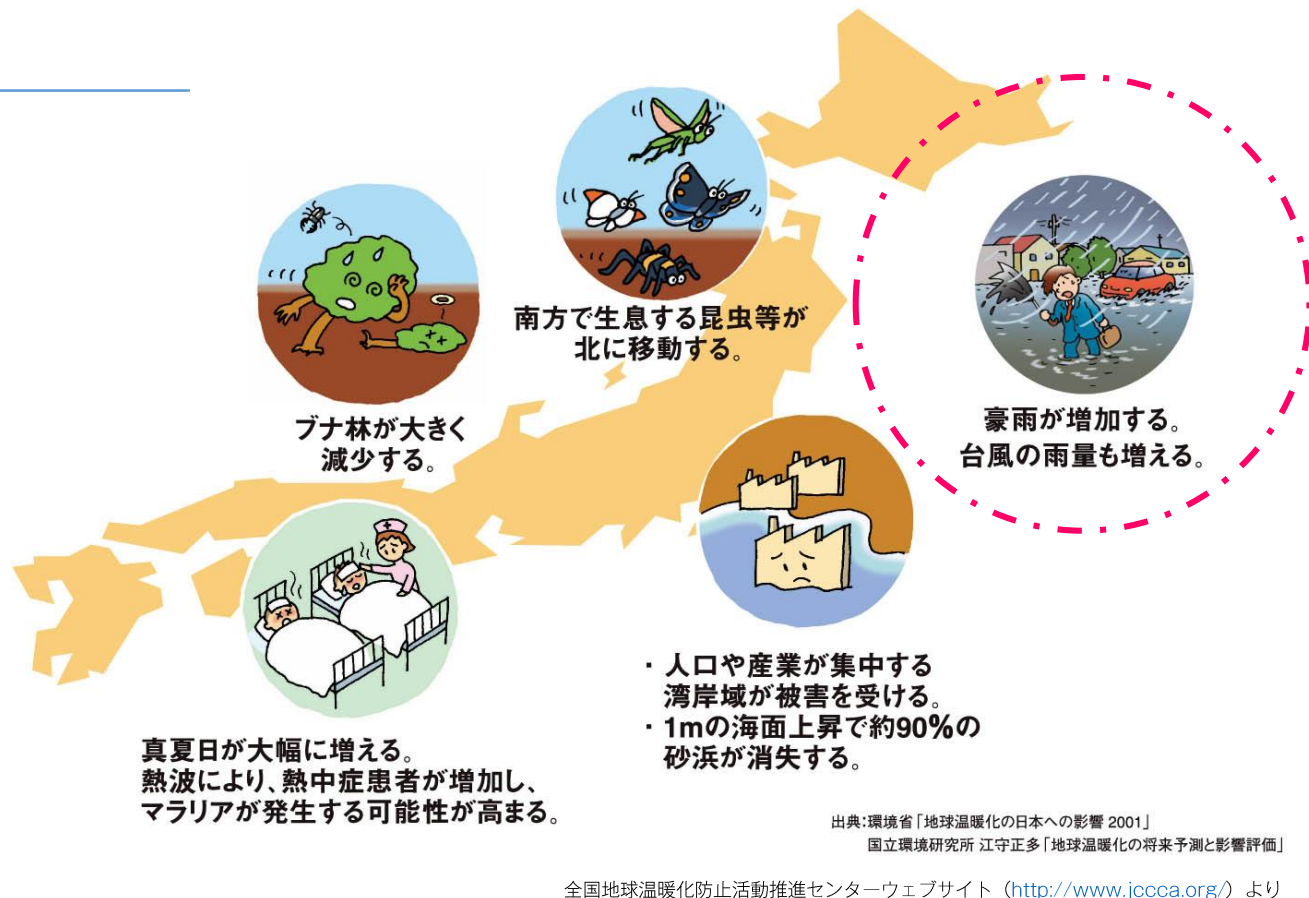 南方で生息する昆虫等が
北に移動する。
ブナ林が大きく
減少する。
豪雨が増加する。
台風の雨量も増える。
・人口や産業が集中する
湾岸域が被害を受ける。
・1mの海面上昇で約90%の
砂浜が消失する。
真夏日が大幅に増える。
熱波により、熱中症患者が増加し、
マラリアが発生する可能性が高まる。
出典:環境省「地球温暖化の日本への影響 2001」
国立環境研究所 江守正多「地球温暖化の将来予測と影響評価」
全国地球温暖化防止活動推進センターウェブサイト（http://www.jccca.org/）より